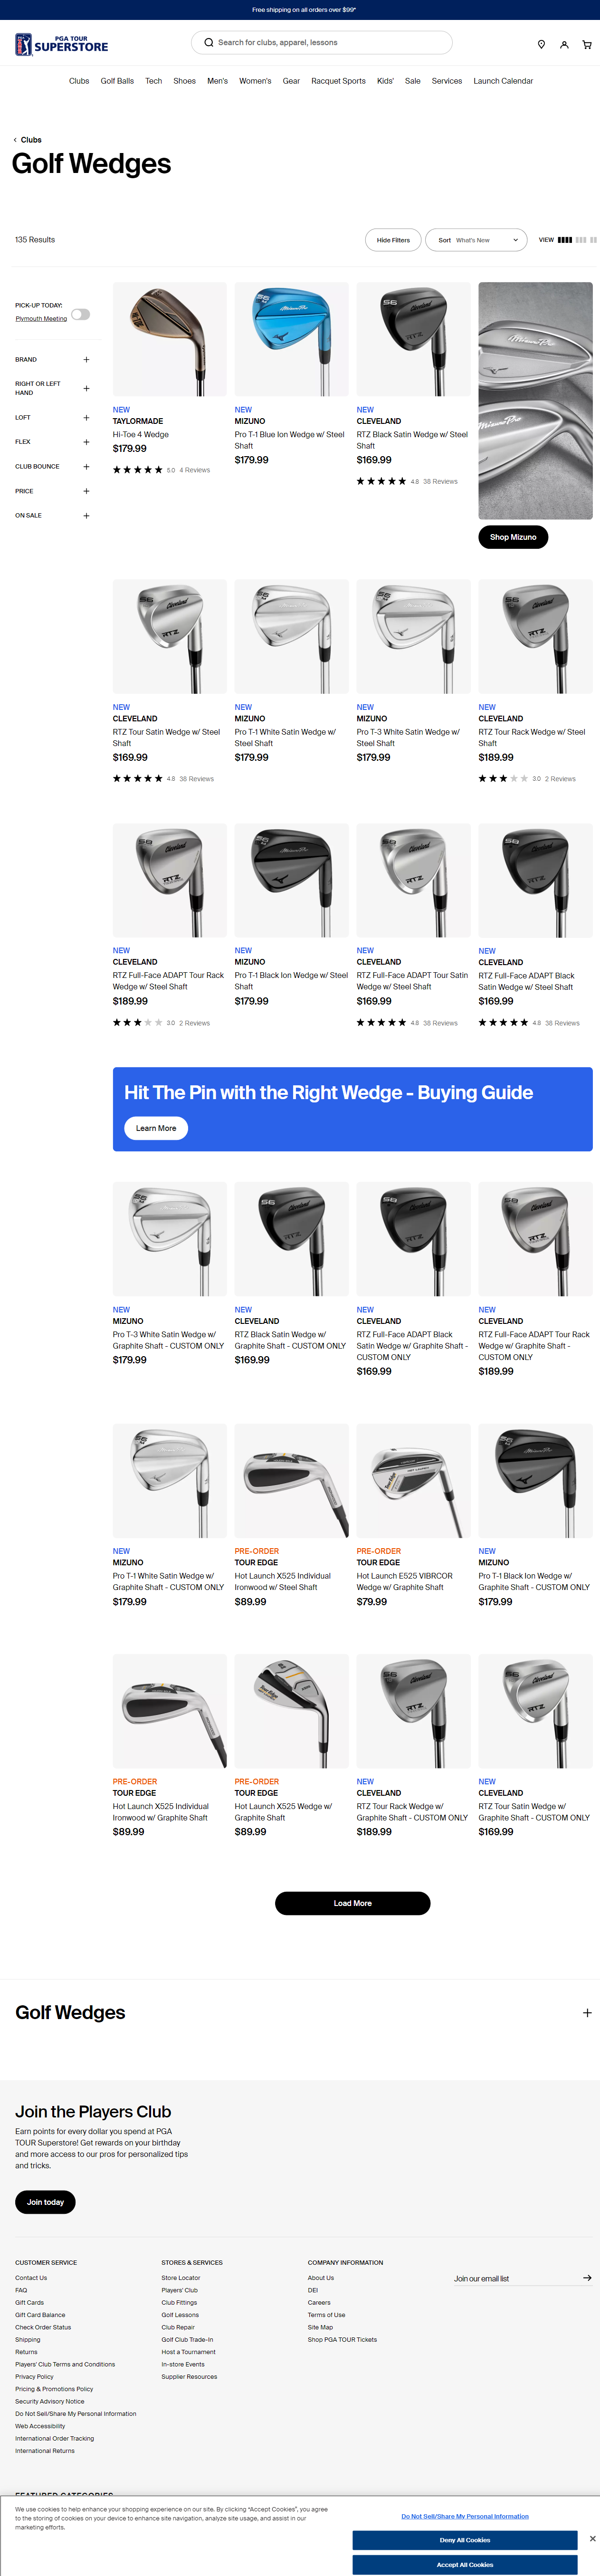 Free shipping on all orders over $99*
PGA TOUR
SUPERSTORE
Search for clubs, apparel, lessons
Clubs Golf Balls Tech Shoes Men's Women's Gear Racquet Sports Kids' Sale Services Launch Calendar
Clubs
Golf Wedges
135 Results
Hide Filters
Sort What's New
VIEW
PICK-UP TODAY:
Plymouth Meeting
BRAND
RIGHT OR LEFT
HAND
LOFT
FLEX
CLUB BOUNCE
PRICE
ON SALE
NEW
TAYLORMADE
Hi-Toe 4 Wedge
$179.99
5.0 4 Reviews
NEW
MIZUNO
Pro T-1 Blue Ion Wedge w/ Steel
Shaft
$179.99
NEW
CLEVELAND
RTZ Black Satin Wedge w/ Steel
Shaft
$169.99
4.8 38 Reviews
Shop Mizuno
NEW
CLEVELAND
RTZ Tour Satin Wedge w/ Steel
Shaft
$169.99
4.8 38 Reviews
NEW
MIZUNO
Pro T-1 White Satin Wedge w/
Steel Shaft
$179.99
NEW
MIZUNO
Pro T-3 White Satin Wedge w/
Steel Shaft
$179.99
NEW
CLEVELAND
RTZ Tour Rack Wedge w/ Steel
Shaft
$189.99
3.0 2 Reviews
NEW
CLEVELAND
RTZ Full-Face ADAPT Tour Rack
Wedge w/ Steel Shaft
$189.99
3.0 2 Reviews
NEW
MIZUNO
Pro T-1 Black Ion Wedge w/ Steel
Shaft
$179.99
NEW
CLEVELAND
RTZ Full-Face ADAPT Tour Satin
Wedge w/ Steel Shaft
$169.99
4.8 38 Reviews
NEW
CLEVELAND
RTZ Full-Face ADAPT Black
Satin Wedge w/ Steel Shaft
$169.99
4.8 38 Reviews
Hit The Pin with the Right Wedge - Buying Guide
Learn More
NEW
MIZUNO
Pro T-3 White Satin Wedge w/
Graphite Shaft - CUSTOM ONLY
$179.99
NEW
CLEVELAND
RTZ Black Satin Wedge w/
Graphite Shaft - CUSTOM ONLY
$169.99
NEW
CLEVELAND
RTZ Full-Face ADAPT Black
Satin Wedge w/ Graphite Shaft -
CUSTOM ONLY
$169.99
NEW
CLEVELAND
RTZ Full-Face ADAPT Tour Rack
Wedge w/ Graphite Shaft -
CUSTOM ONLY
$189.99
NEW
MIZUNO
Pro T-1 White Satin Wedge w/
Graphite Shaft - CUSTOM ONLY
$179.99
PRE-ORDER
TOUR EDGE
Hot Launch X525 Individual
Ironwood w/ Steel Shaft
$89.99
PRE-ORDER
TOUR EDGE
Hot Launch E525 VIBRCOR
Wedge w/ Graphite Shaft
$79.99
NEW
MIZUNO
Pro T-1 Black Ion Wedge w/
Graphite Shaft - CUSTOM ONLY
$179.99
PRE-ORDER
TOUR EDGE
Hot Launch X525 Individual
Ironwood w/ Graphite Shaft
$89.99
PRE-ORDER
TOUR EDGE
Hot Launch X525 Wedge w/
Graphite Shaft
$89.99
NEW
CLEVELAND
RTZ Tour Rack Wedge w/
Graphite Shaft - CUSTOM ONLY
$189.99
NEW
CLEVELAND
RTZ Tour Satin Wedge w/
Graphite Shaft - CUSTOM ONLY
$169.99
Load More
Golf Wedges
Join the Players Club
Earn points for every dollar you spend at PGA
TOUR Superstore! Get rewards on your birthday
and more access to our pros for personalized tips
and tricks.
Join today
CUSTOMER SERVICE
Contact Us
FAQ
Gift Cards
Gift Card Balance
Check Order Status
Shipping
Returns
Players' Club Terms and Conditions
Privacy Policy
Pricing & Promotions Policy
Security Advisory Notice
Do Not Sell/Share My Personal Information
Web Accessibility
International Order Tracking
International Returns
STORES & SERVICES
Store Locator
Players' Club
Club Fittings
Golf Lessons
Club Repair
Golf Club Trade-In
Host a Tournament
In-store Events
Supplier Resources
COMPANY INFORMATION
About Us
DEI
Careers
Terms of Use
Site Map
Shop PGA TOUR Tickets
Join our email list
FEATURED CATEGORIES
We use cookies to help enhance your shopping experience on our site. By clicking “Accept Cookies”, you agree
to the storing of cookies on your device to enhance site navigation, analyze site usage, and assist in our
marketing efforts.
Do Not Sell/Share My Personal Information
Deny All Cookies
Accept All Cookies